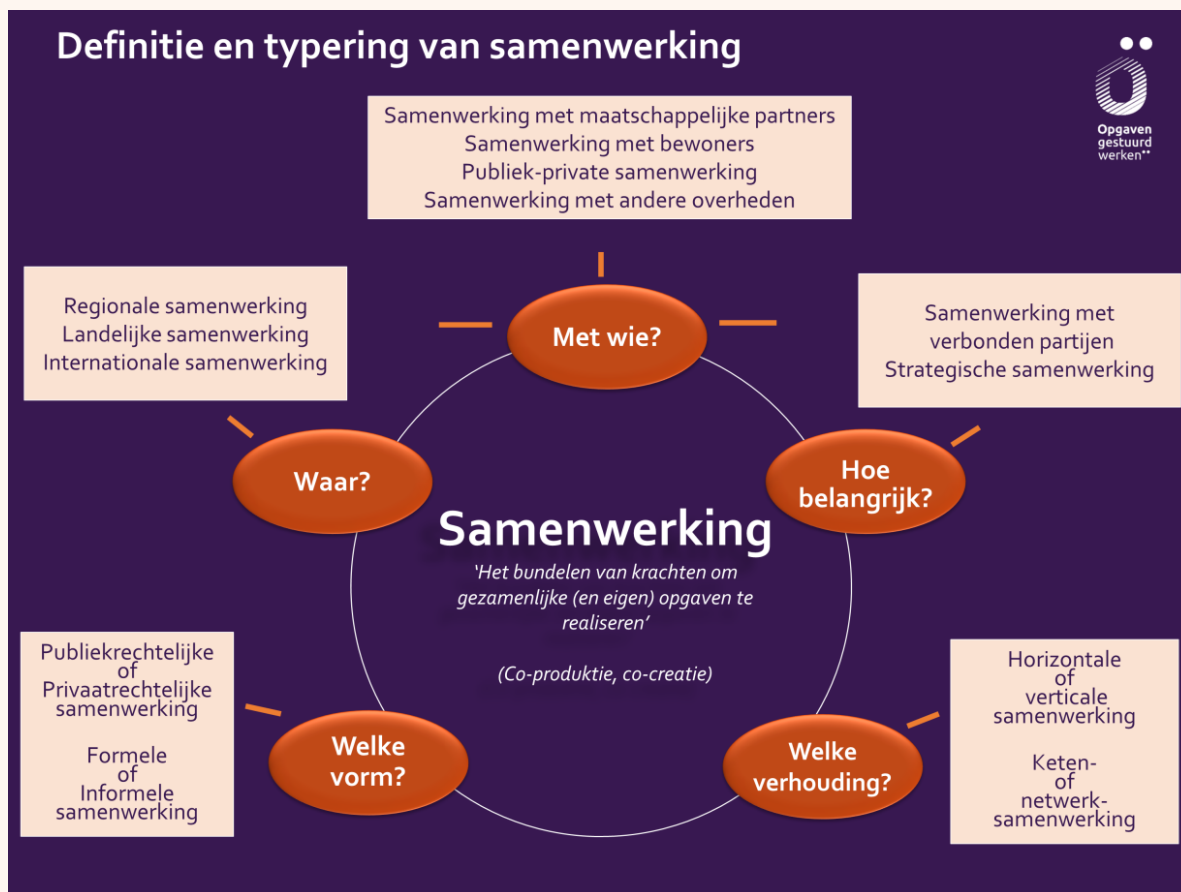 Definitie en typering van samenwerking
Opgaven
gestuurd
werken
Samenwerking met maatschappelijke partners
Samenwerking met bewoners
Publiek-private samenwerking
Samenwerking met andere overheden
Regionale samenwerking
Landelijke samenwerking
Internationale samenwerking
Met wie?
Samenwerking met
verbonden partijen
Strategische samenwerking
Waar?
Hoe
belangrijk?
Samenwerking
‘Het bundelen van krachten om
gezamenlijke (en eigen) opgaven te
realiseren’
(Co-produktie, co-creatie)
Publiekrechtelijke
of
Privaatrechtelijke
samenwerking
Formele
of
Informele
samenwerking
Welke
vorm?
Welke
verhouding?
Horizontale
of
verticale
samenwerking
Keten-
of
netwerk-
samenwerking